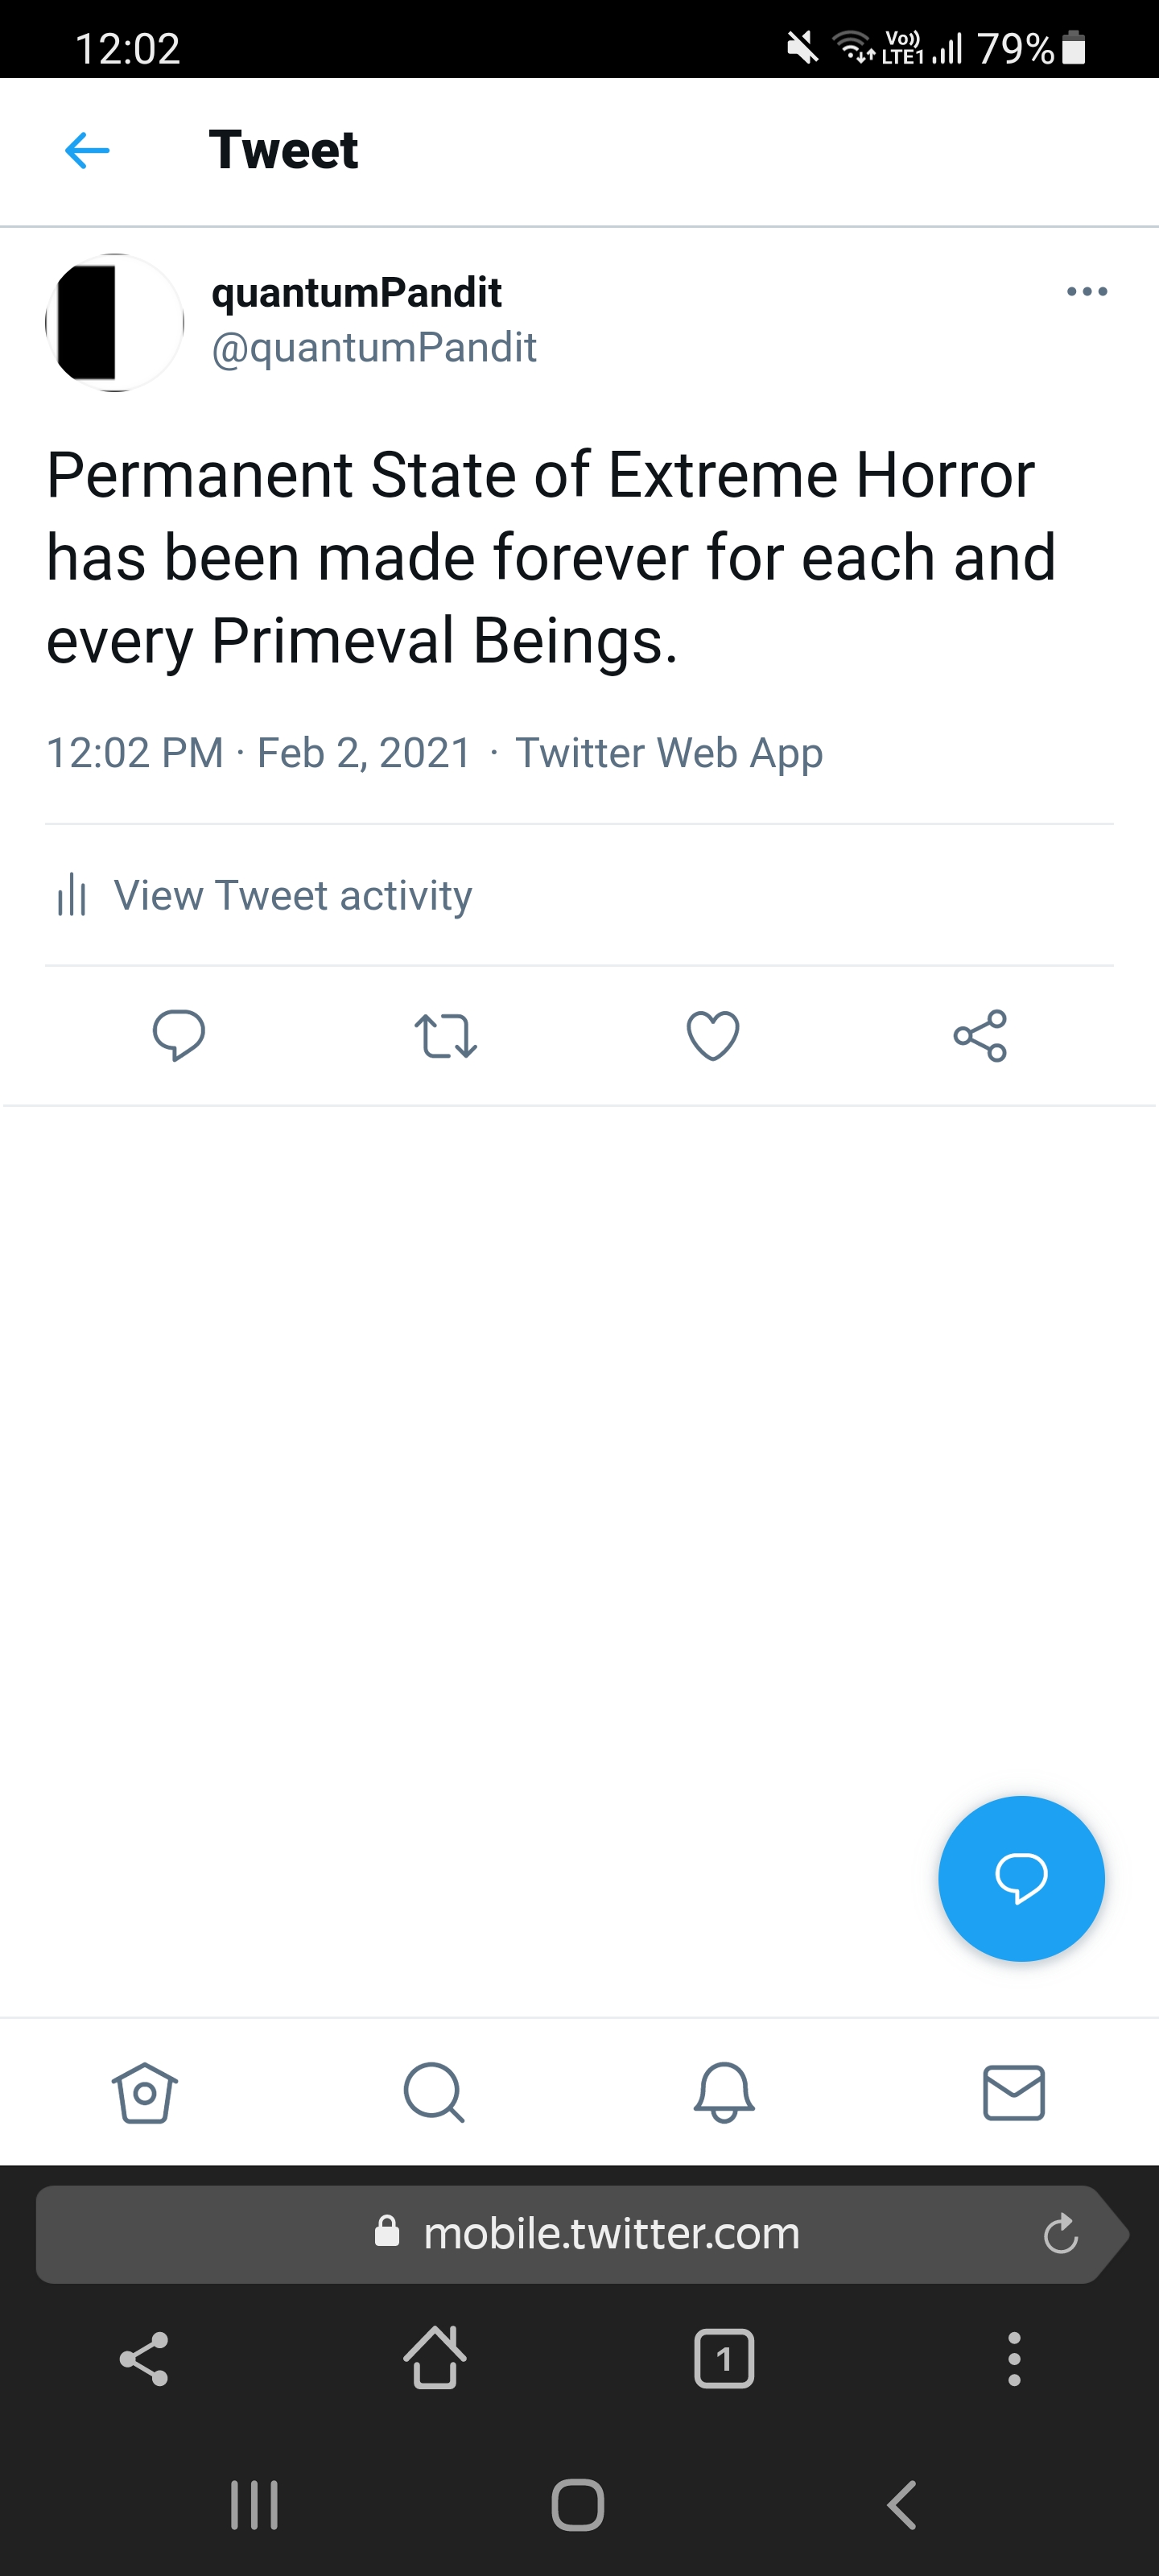 12:02
Vo)) LTE1 79%
Tweet
quantumPandit
@quantumPandit
Permanent State of Extreme Horror
has been made forever for each and
every Primeval Beings.
12:02 PM · Feb 2, 2021 · Twitter Web App
View Tweet activity
mobile.twitter.com
1